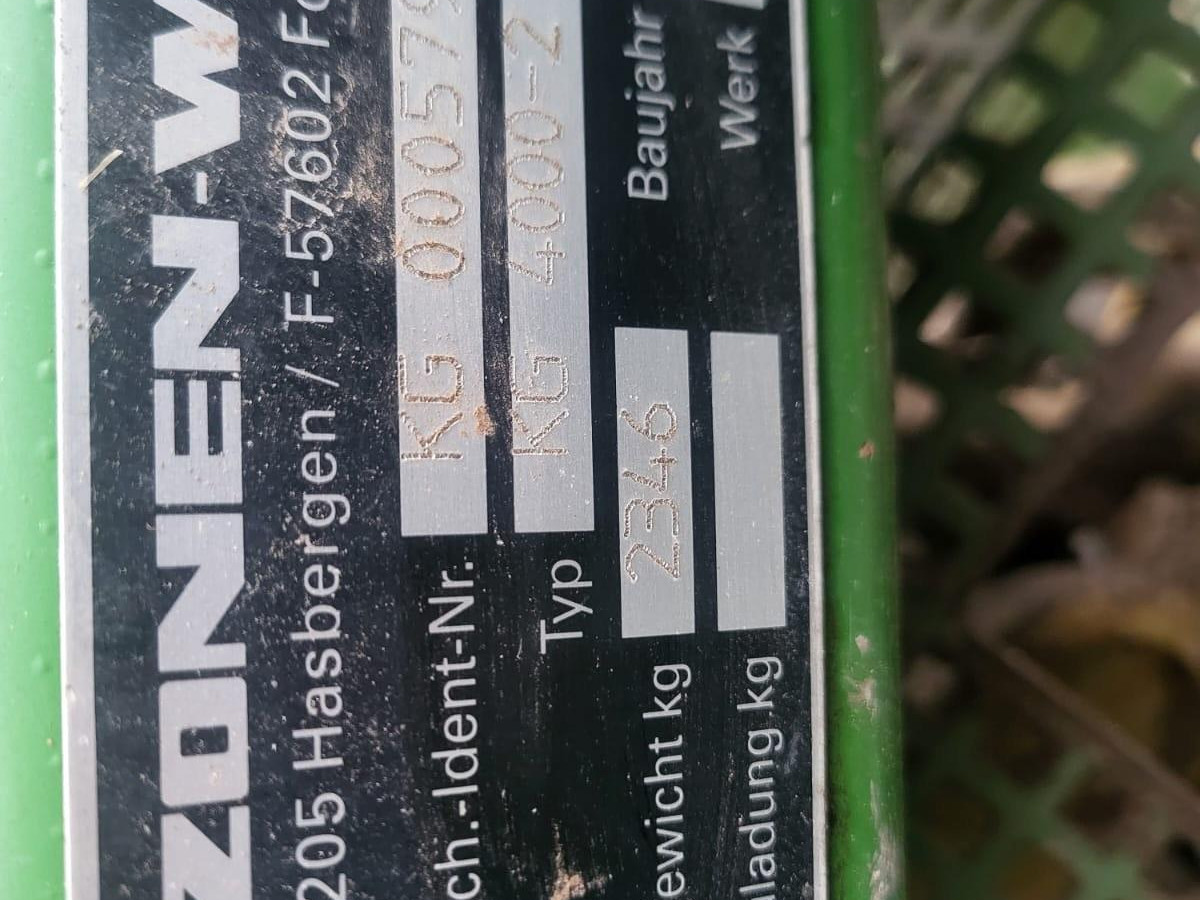 ZONEN-W
205 Hasbergen / F-57602 Fo
ch.-Ident-Nr. KG 00057
Typ KG 4000-2
ewicht kg 2346 Baujahr
lladung kg Werk